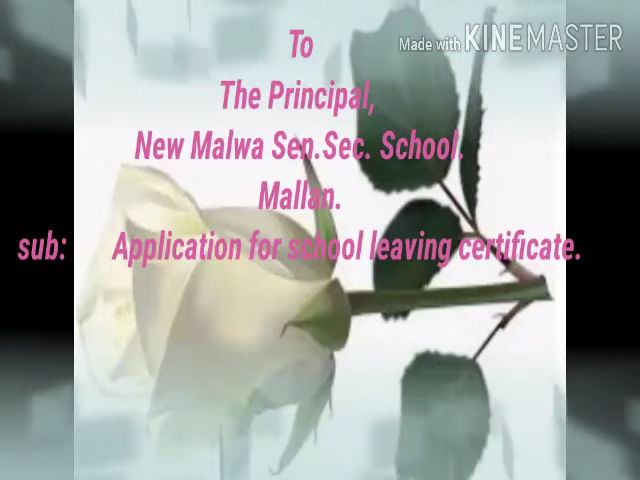 Made with KINEMASTER
To
The Principal,
New Malwa Sen.Sec. School.
Mallan.
sub: Application for school leaving certificate.